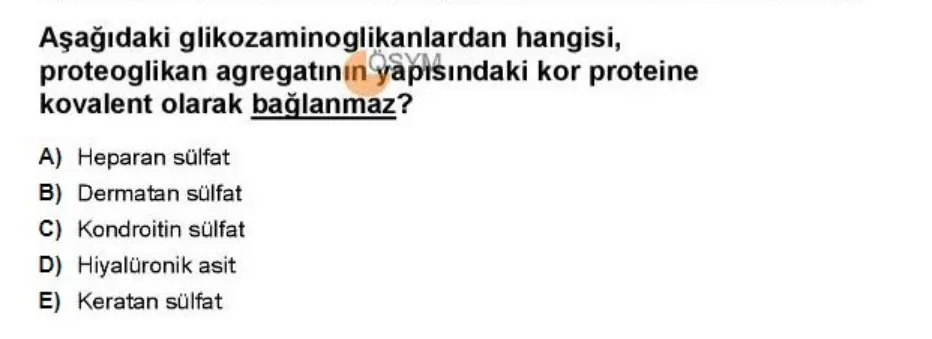 Aşağıdaki glikozaminoglikanlardan hangisi,
proteoglikan agregatının yapısındaki kor proteine
kovalent olarak bağlanmaz?
ÖSYM
A) Heparan sülfat
B) Dermatan sülfat
C) Kondroitin sülfat
D) Hiyalüronik asit
E) Keratan sülfat